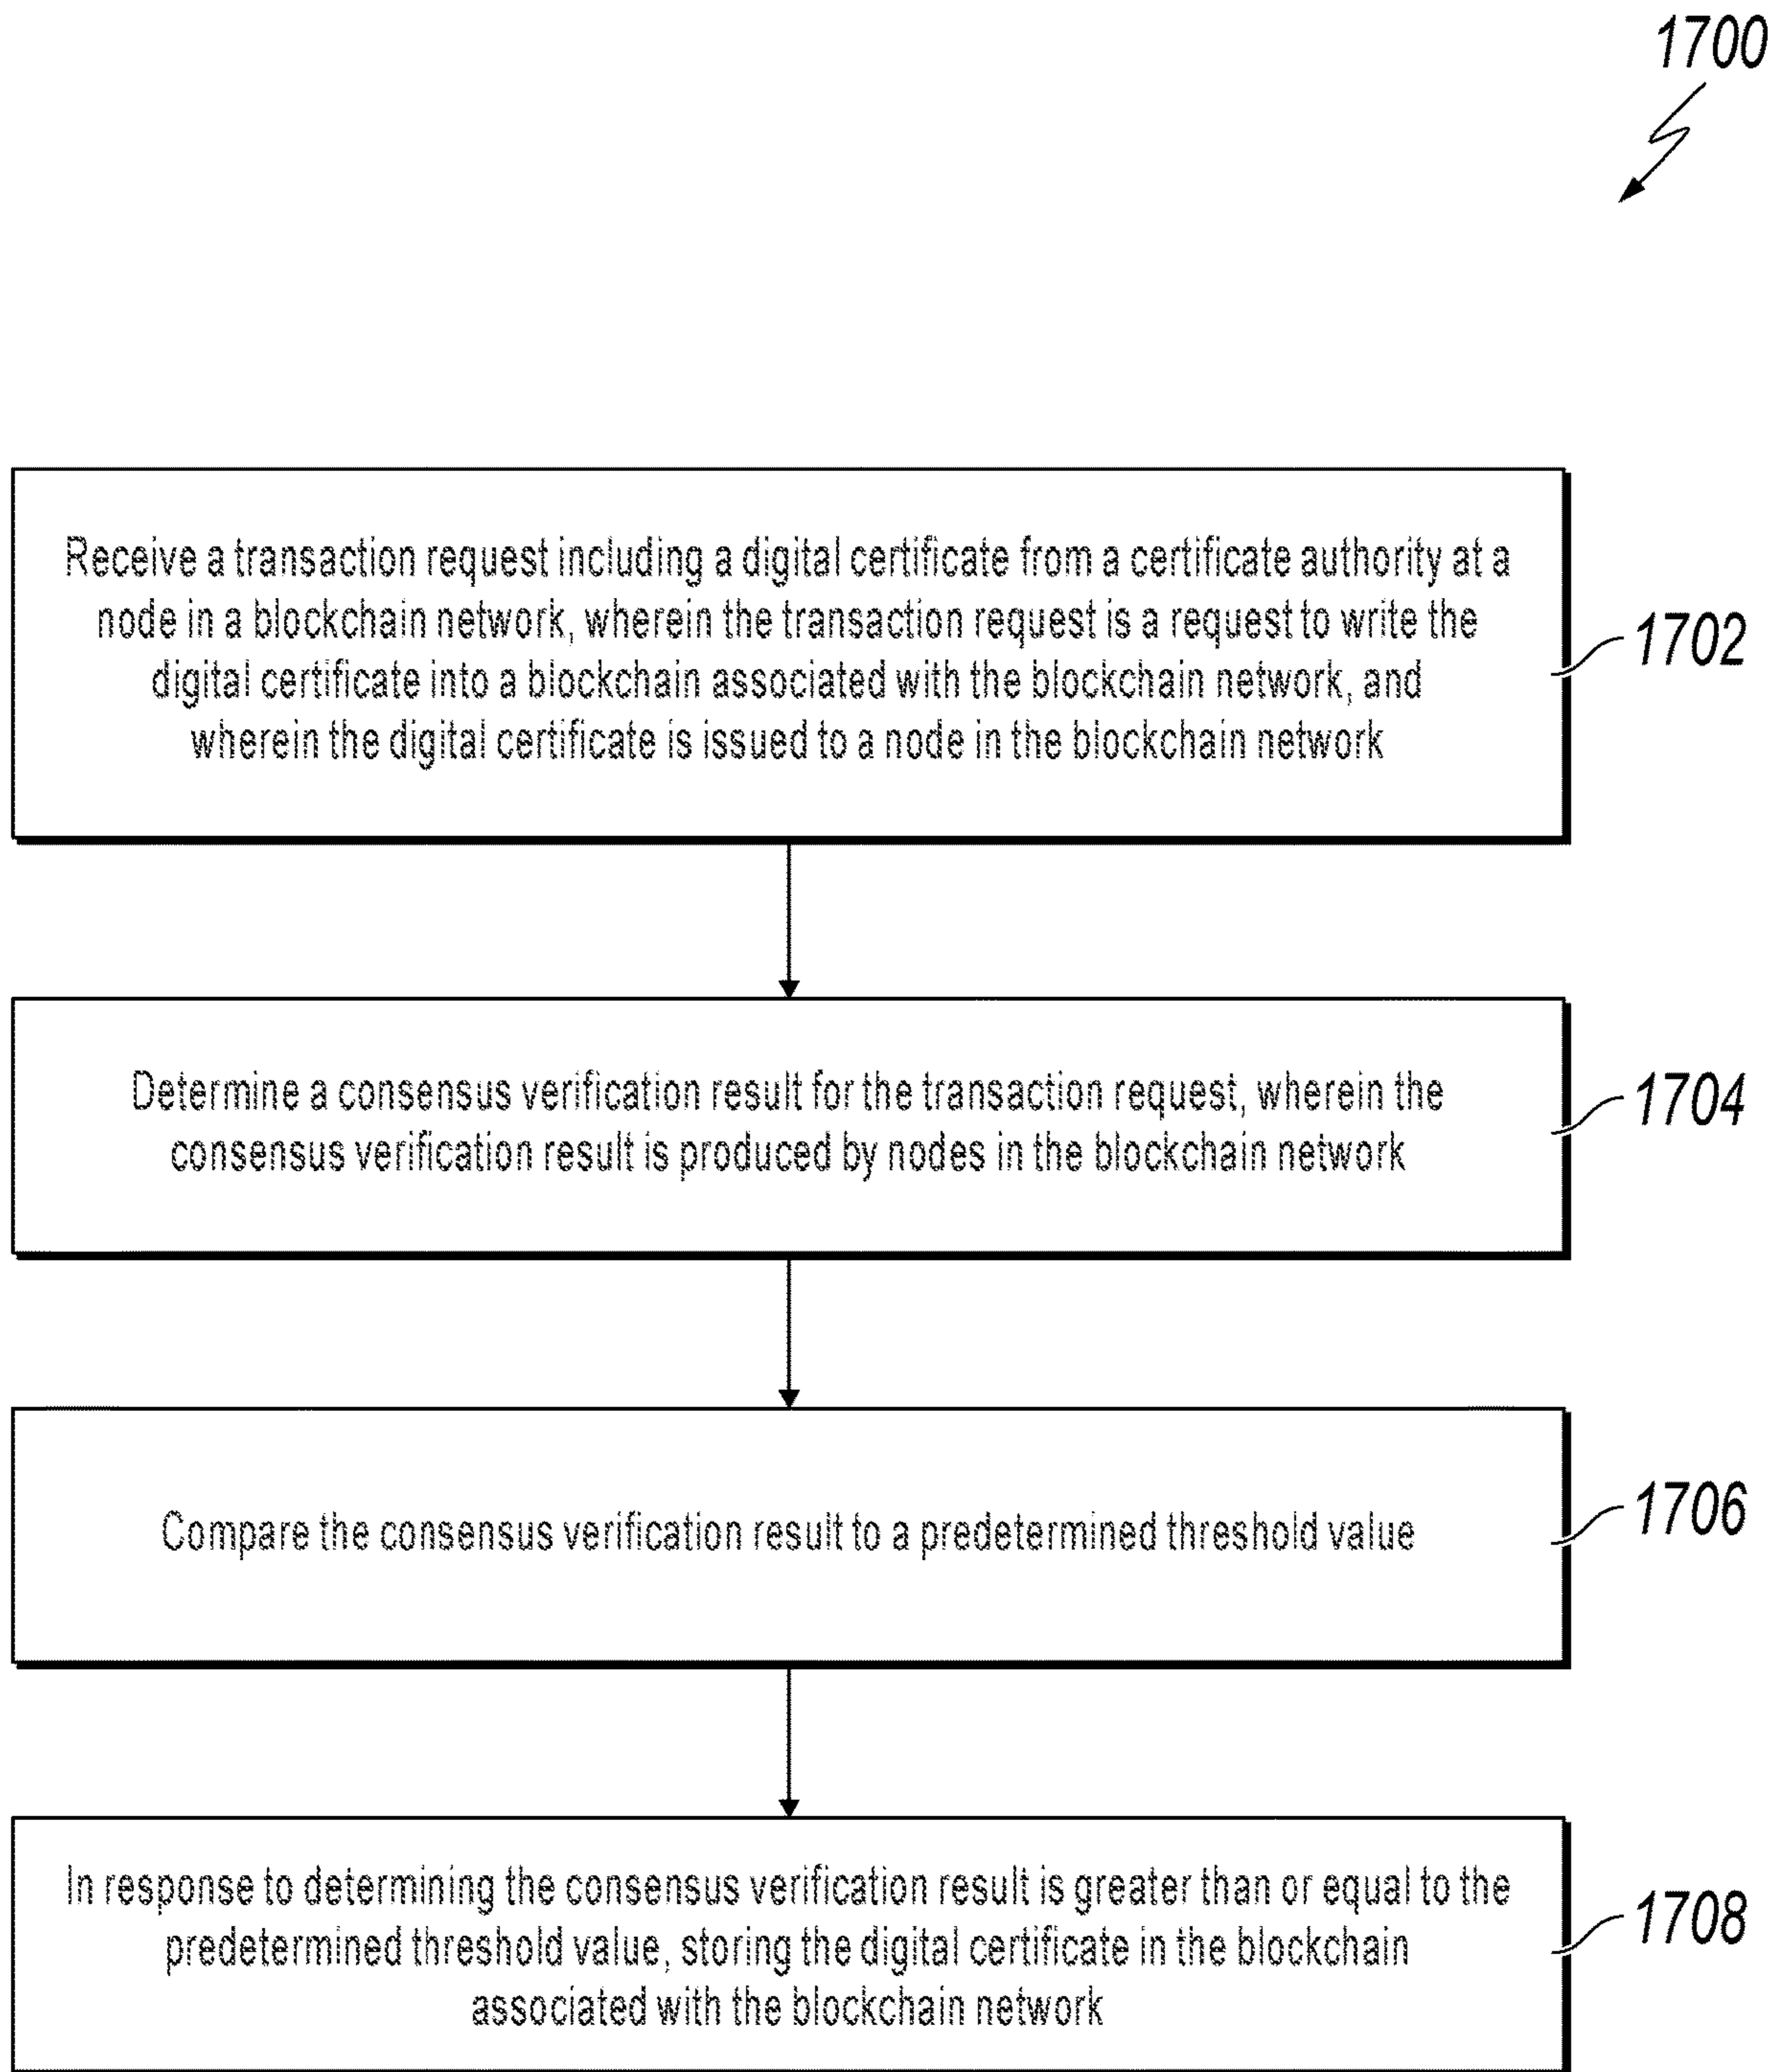 1700
Receive a transaction request including a digital certificate from a certificate authority at a
node in a blockchain network, wherein the transaction request is a request to write the
digital certificate into a blockchain associated with the blockchain network, and
wherein the digital certificate is issued to a node in the blockchain network
1702
Determine a consensus verification result for the transaction request, wherein the
consensus verification result is produced by nodes in the blockchain network
1704
Compare the consensus verification result to a predetermined threshold value
1706
In response to determining the consensus verification result is greater than or equal to the
predetermined threshold value, storing the digital certificate in the blockchain
associated with the blockchain network
1708